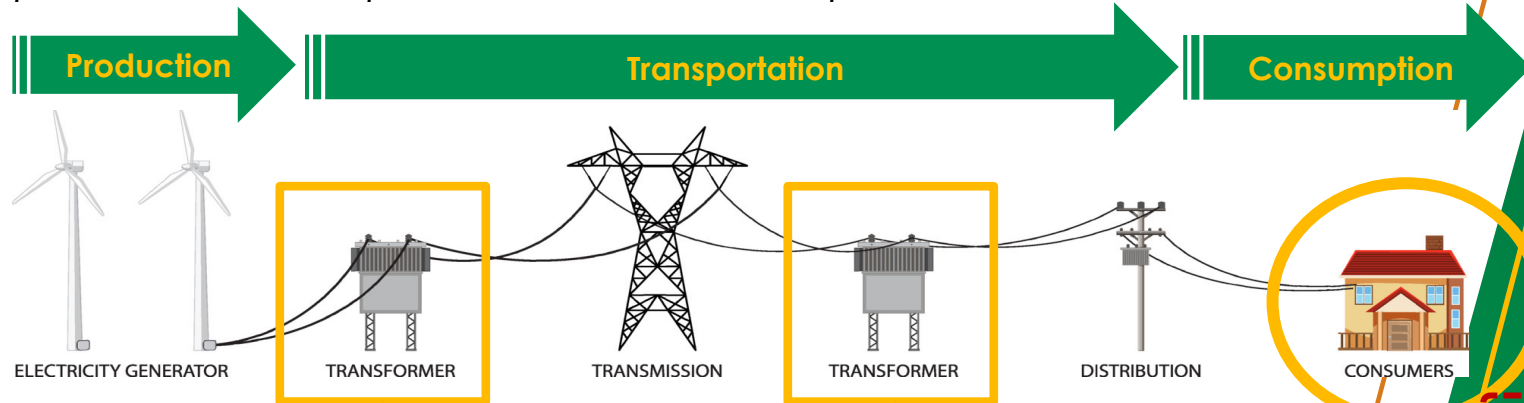 Production
Transportation
Consumption
ELECTRICITY GENERATOR
TRANSFORMER
TRANSMISSION
TRANSFORMER
DISTRIBUTION
CONSUMERS